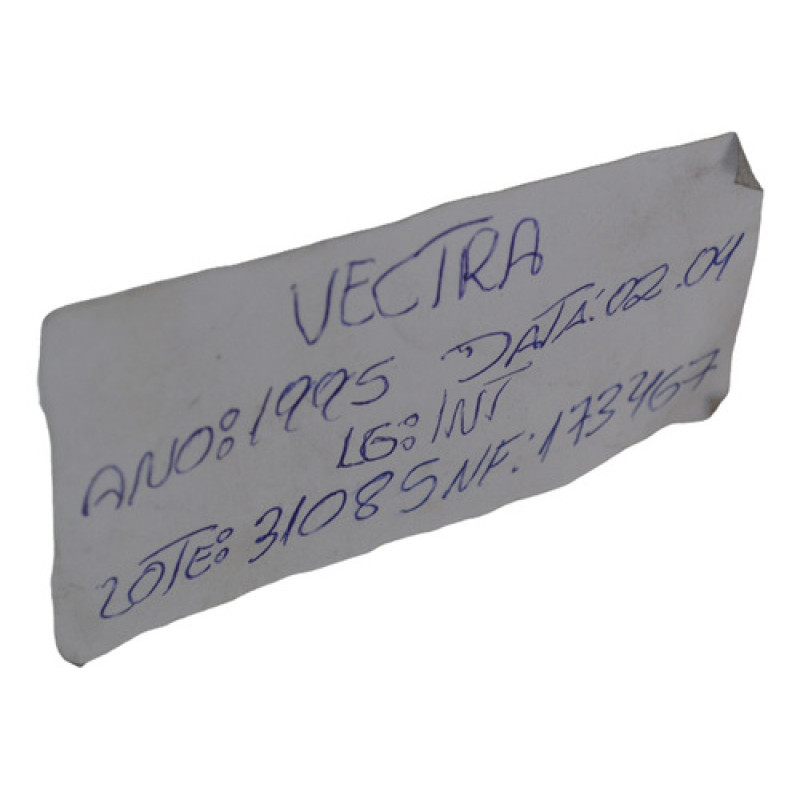 VECTRA
ANO: 1995 DATA: 02.04
LG: INT
LOTE: 31085 NF.: 173467